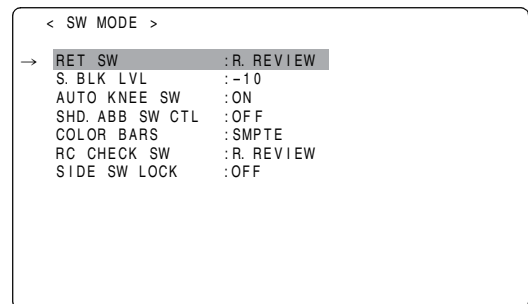 < SW MODE >
→ RET SW :R. REVIEW
S. BLK LVL :–10
AUTO KNEE SW :ON
SHD. ABB SW CTL :OFF
COLOR BARS :SMPTE
RC CHECK SW :R. REVIEW
SIDE SW LOCK :OFF